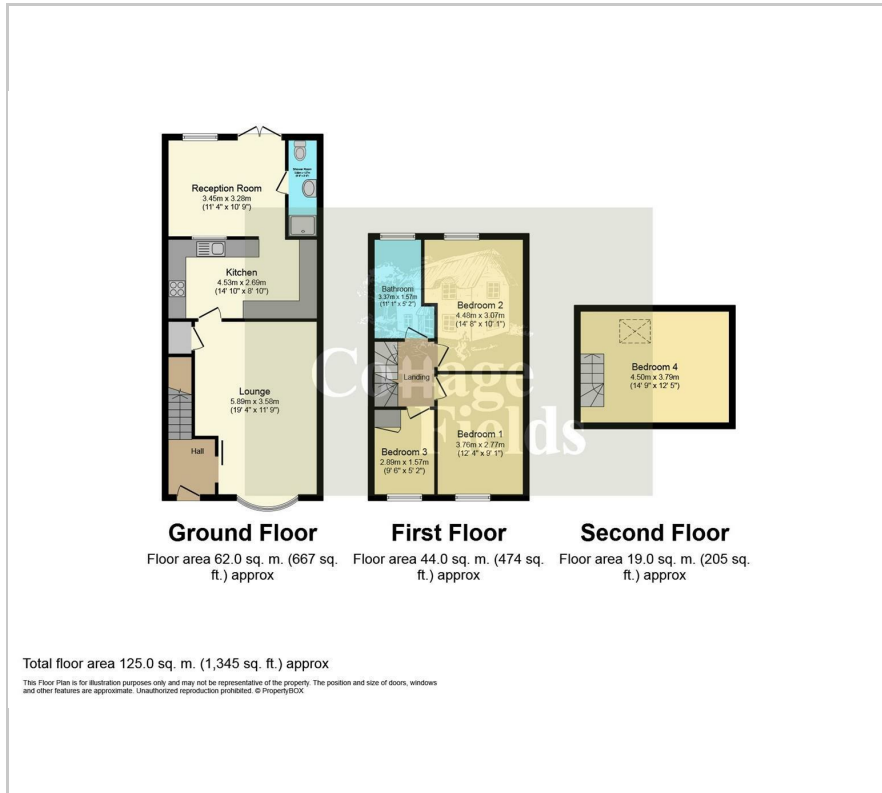 Reception Room
3.45m x 3.28m
(11' 4" x 10' 9")
Shower Room
Kitchen
4.53m x 2.69m
(14' 10" x 8' 10")
Lounge
5.89m x 3.58m
(19' 4" x 11' 9")
Hall
Bathroom
3.37m x 1.57m
(11' 1" x 5' 2")
Bedroom 2
4.48m x 3.07m
(14' 8" x 10' 1")
Landing
Bedroom 3
2.89m x 1.57m
(9' 6" x 5' 2")
Bedroom 1
3.76m x 2.77m
(12' 4" x 9' 1")
Bedroom 4
4.50m x 3.79m
(14' 9" x 12' 5")
Cottage
Fields
Ground Floor
Floor area 62.0 sq. m. (667 sq.
ft.) approx
First Floor
Floor area 44.0 sq. m. (474 sq.
ft.) approx
Second Floor
Floor area 19.0 sq. m. (205 sq.
ft.) approx
Total floor area 125.0 sq. m. (1,345 sq. ft.) approx
This Floor Plan is for illustration purposes only and may not be representative of the property. The position and size of doors, windows
and other features are approximate. Unauthorized reproduction prohibited. © PropertyBOX